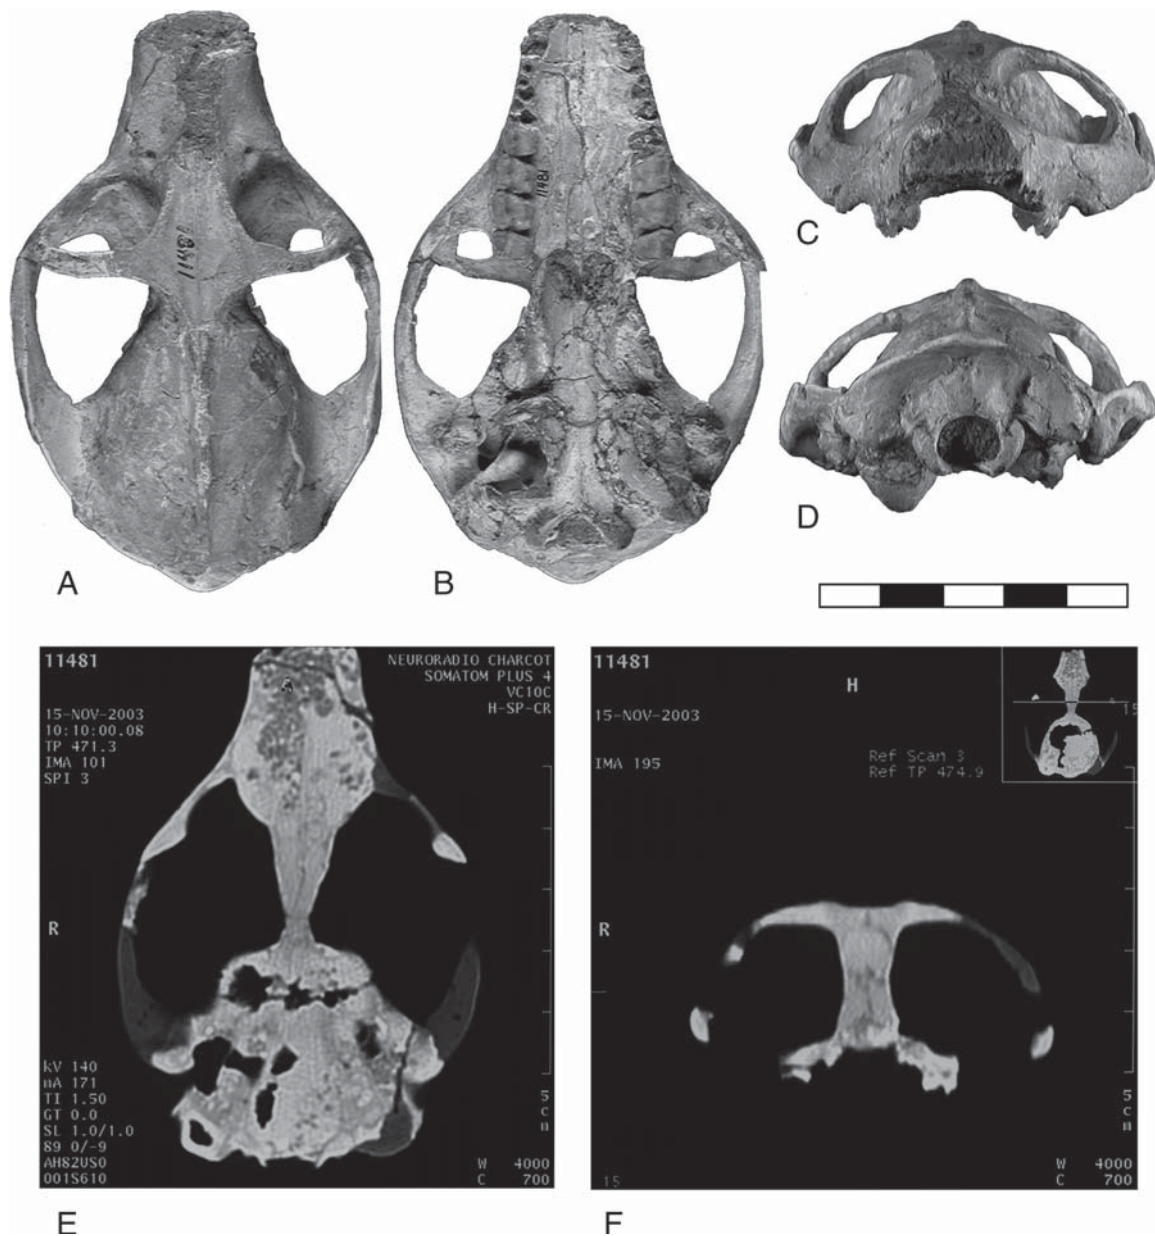 11481
11481
A
B
C
D
11481
NEURORADIO CHARCOT
SOMATOM PLUS 4
VC10C
H-SP-CR
15-NOV-2003
10:10:00.08
TP 471.3
IMA 101
SPI 3
A
R
kV 140
mA 171
TI 1.50
GT 0.0
SL 1.0/1.0
89 0/-9
AH82US0
001S610
5
c
m
W 4000
C 700
E
11481
H
15-NOV-2003
IMA 195
Ref Scan 3
Ref TP 474.9
15
R
5
c
m
15
W 4000
C 700
F